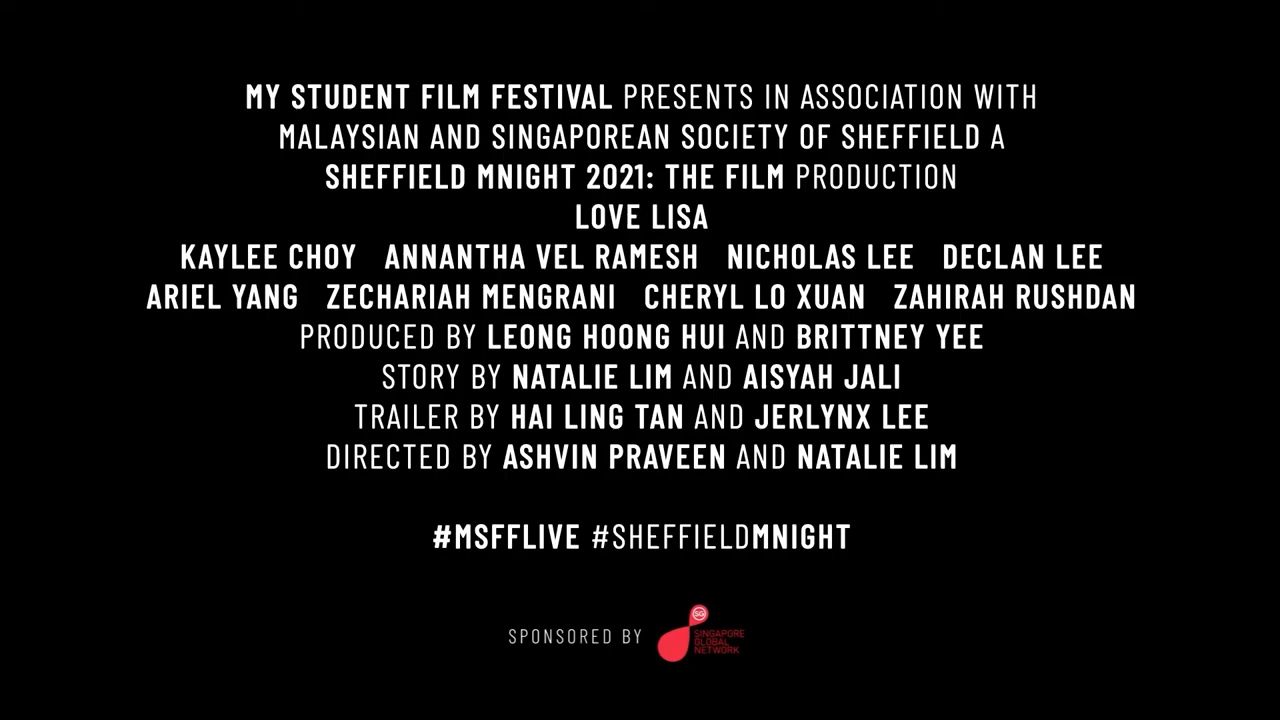 MY STUDENT FILM FESTIVAL PRESENTS IN ASSOCIATION WITH
MALAYSIAN AND SINGAPOREAN SOCIETY OF SHEFFIELD A
SHEFFIELD MNIGHT 2021: THE FILM PRODUCTION
LOVE LISA
KAYLEE CHOY ANNANTHA VEL RAMESH NICHOLAS LEE DECLAN LEE
ARIEL YANG ZECHARIAH MENGRANI CHERYL LO XUAN ZAHIRAH RUSHDAN
PRODUCED BY LEONG HOONG HUI AND BRITTNEY YEE
STORY BY NATALIE LIM AND AISYAH JALI
TRAILER BY HAI LING TAN AND JERLYNX LEE
DIRECTED BY ASHVIN PRAVEEN AND NATALIE LIM
#MSFFLIVE #SHEFFIELDMNIGHT
SPONSORED BY
SG
SINGAPORE
GLOBAL
NETWORK